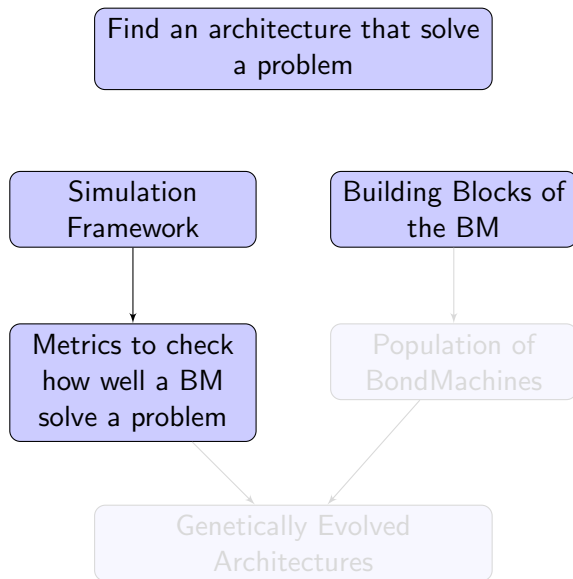 Find an architecture that solve
a problem
Simulation
Framework
Building Blocks of
the BM
Metrics to check
how well a BM
solve a problem
Population of
BondMachines
Genetically Evolved
Architectures